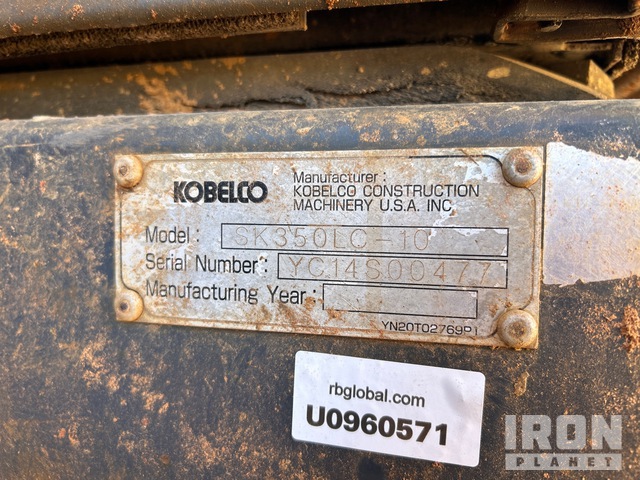 KOBELCO
Manufacturer :
KOBELCO CONSTRUCTION
MACHINERY U.S.A. INC.
Model : SK350LC-10
Serial Number: YC14S00477
Manufacturing Year:
YN20T02769P1
rbglobal.com
U0960571
IRON
PLANET